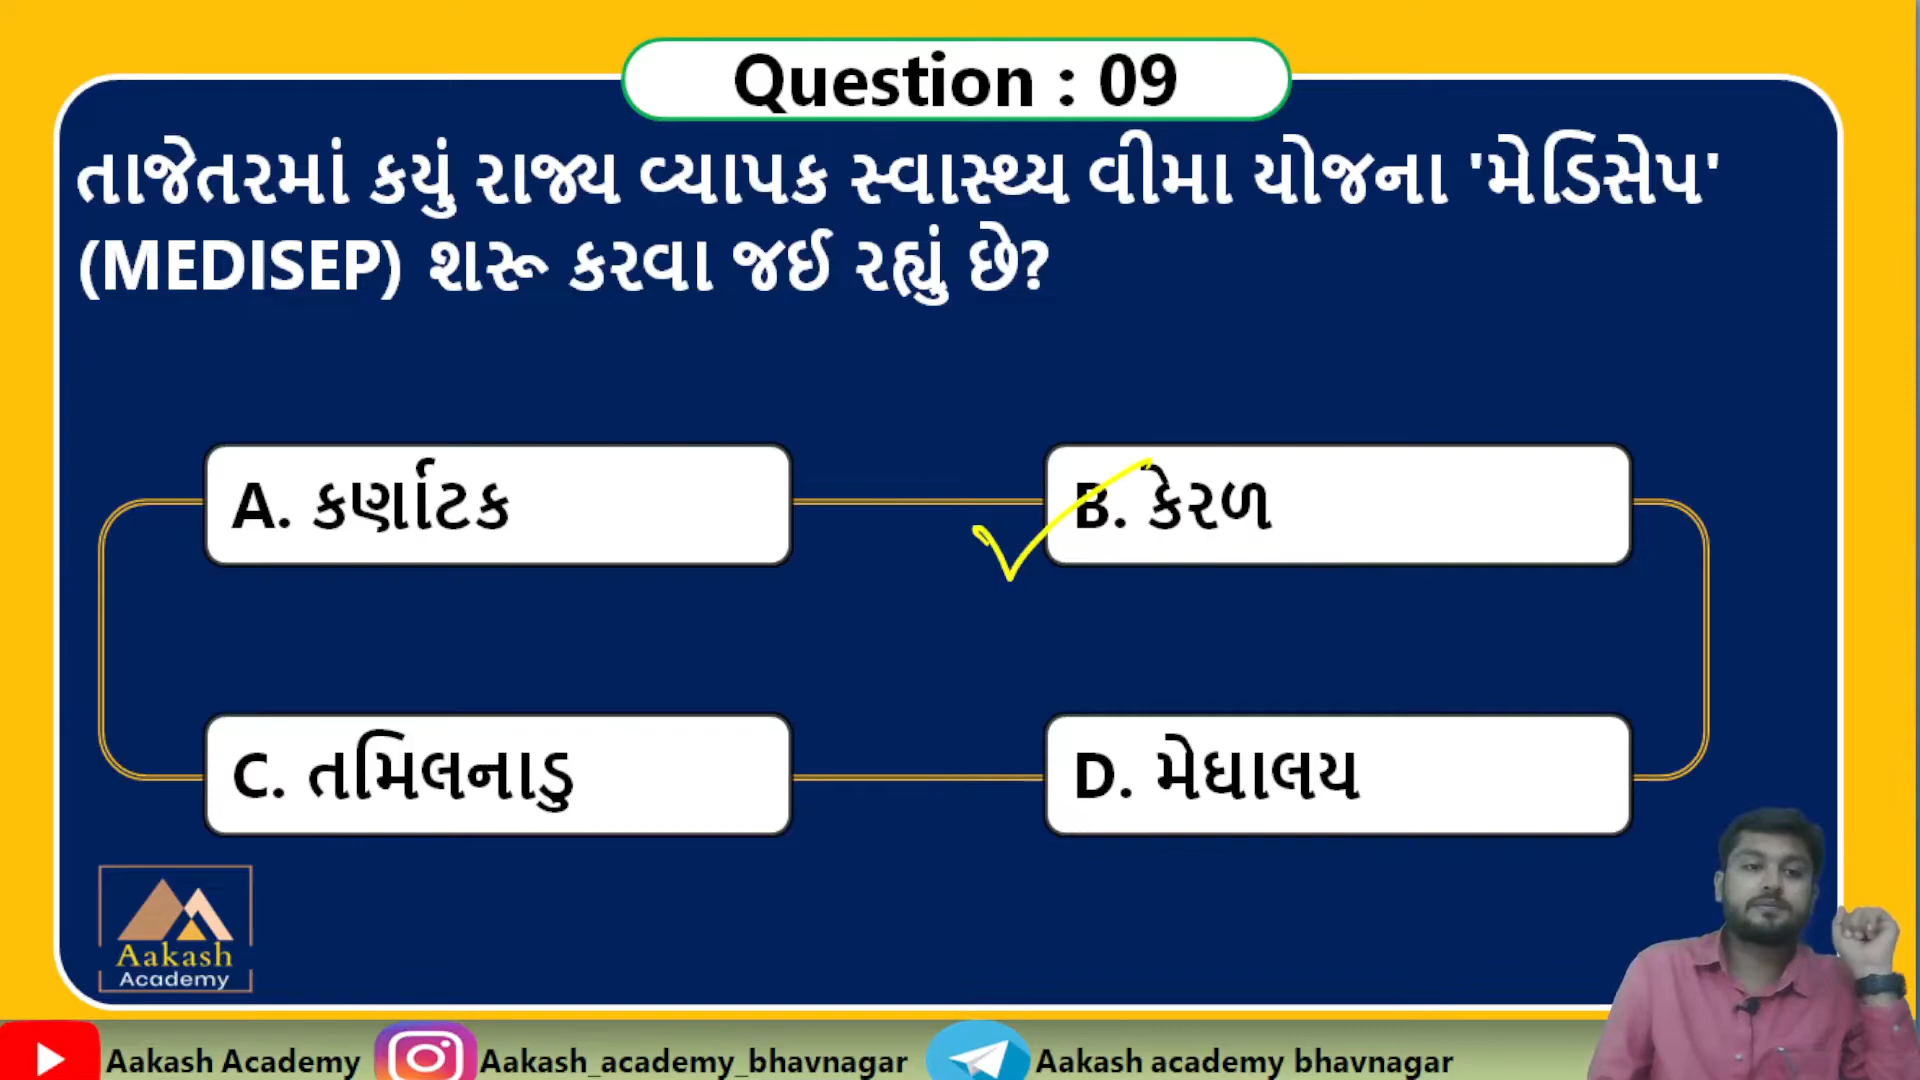 Question : 09
તાજેતરમાં કયું રાજ્ય વ્યાપક સ્વાસ્થ્ય વીમા યોજના 'મેડિસેપ'
(MEDISEP) શરૂ કરવા જઈ રહ્યું છે?
A. કર્ણાટક
B. કેરળ
C. તમિલનાડુ
D. મેઘાલય
Aakash
Academy
Aakash Academy
Aakash_academy_bhavnagar
Aakash academy bhavnagar